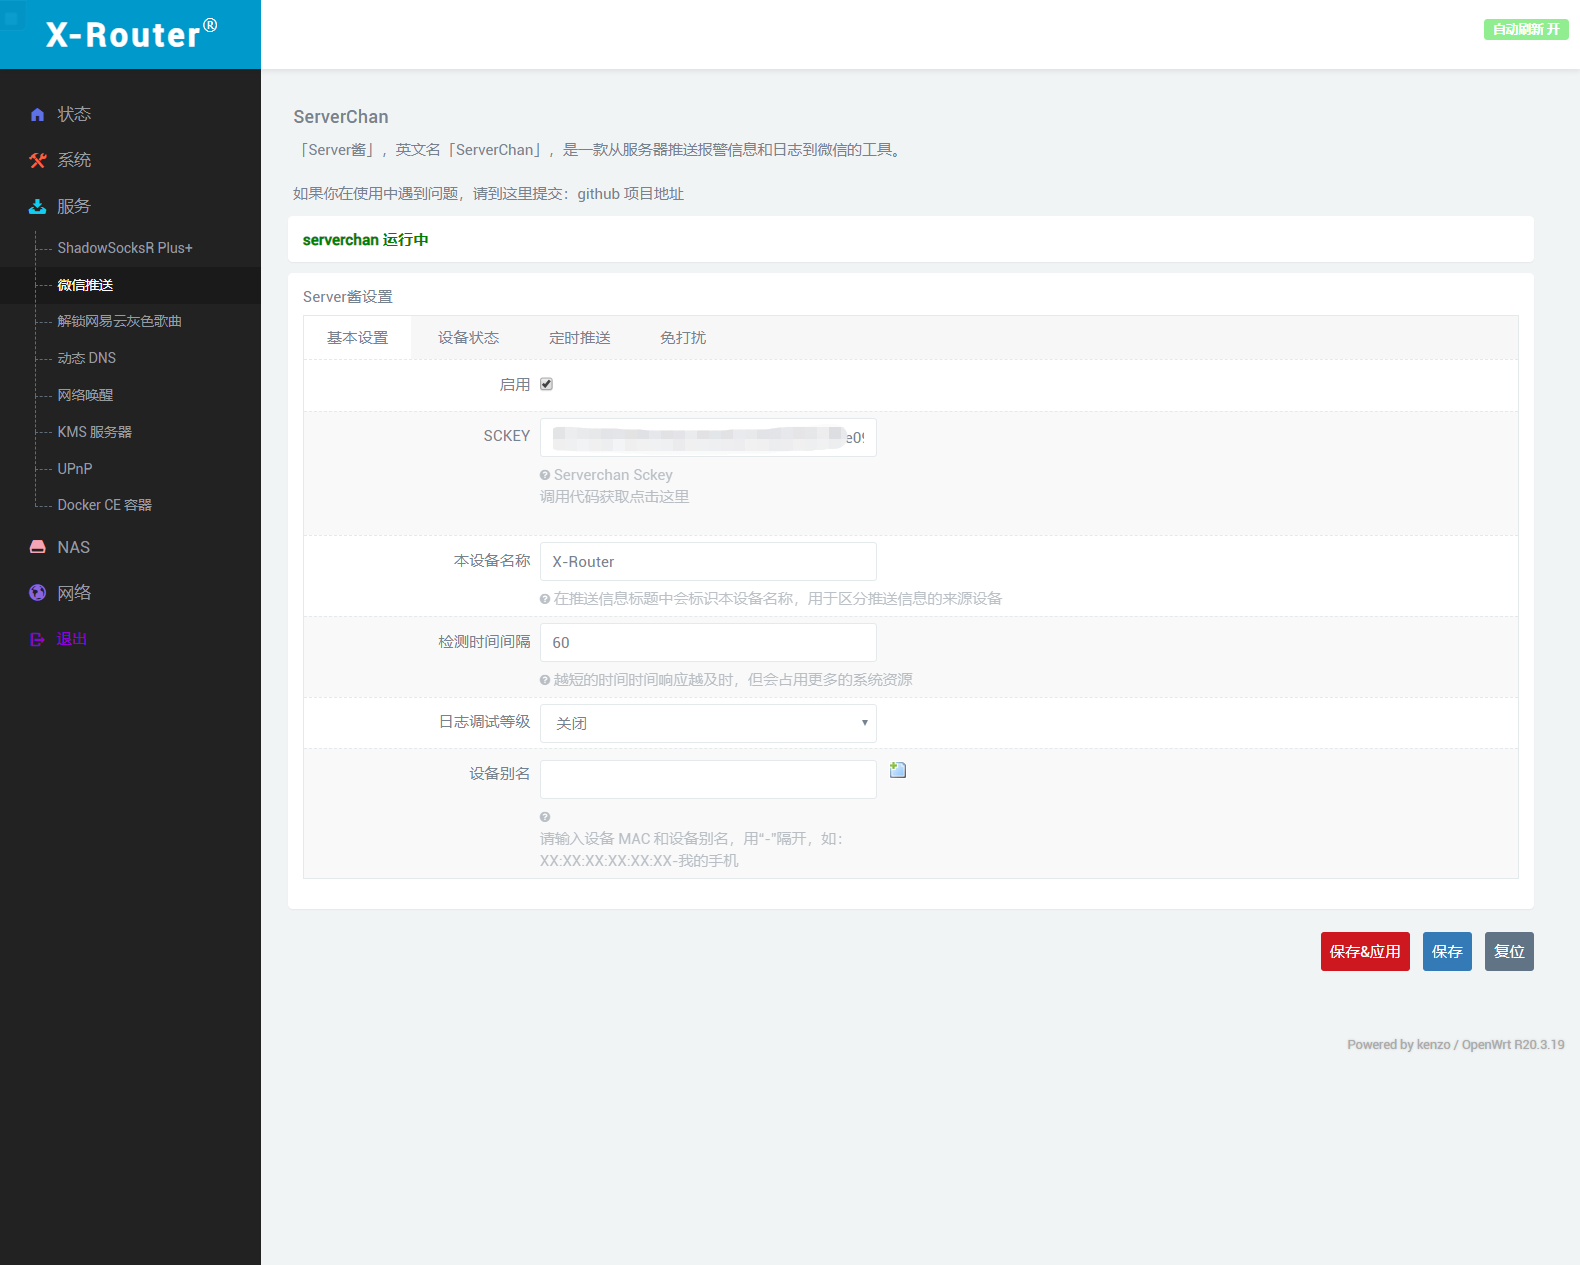 X-Router®
自动刷新 开
状态
系统
服务
ShadowSocksR Plus+
微信推送
解锁网易云灰色歌曲
动态 DNS
网络唤醒
KMS 服务器
UPnP
Docker CE 容器
NAS
网络
退出
ServerChan
「Server酱」，英文名「ServerChan」，是一款从服务器推送报警信息和日志到微信的工具。
如果你在使用中遇到问题，请到这里提交：github 项目地址
serverchan 运行中
Server酱设置
基本设置 设备状态 定时推送 免打扰
启用
SCKEY
Serverchan Sckey
调用代码获取点击这里
本设备名称 X-Router
在推送信息标题中会标识本设备名称，用于区分推送信息的来源设备
检测时间间隔 60
越短的时间时间响应越及时，但会占用更多的系统资源
日志调试等级 关闭
设备别名
请输入设备 MAC 和设备别名，用“-”隔开，如：
XX:XX:XX:XX:XX:XX-我的手机
保存&应用 保存 复位
Powered by kenzo / OpenWrt R20.3.19